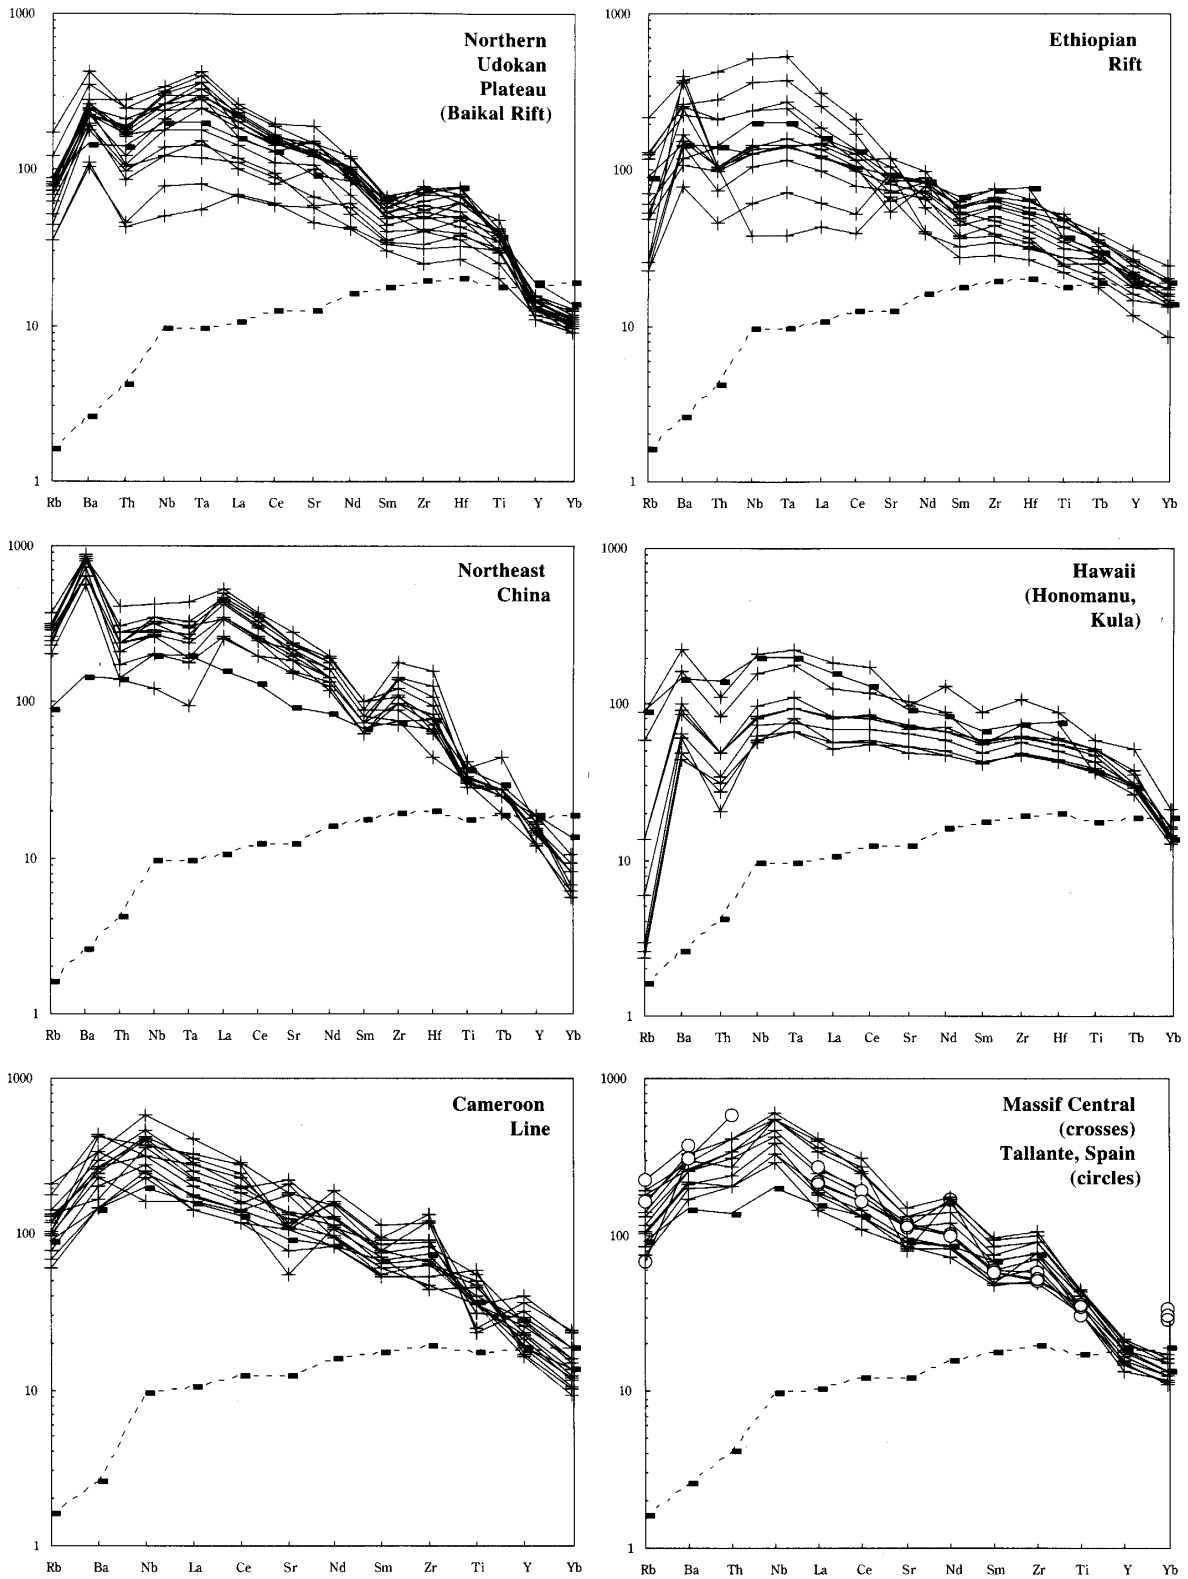 1000
Northern
Udokan
Plateau
(Baikal Rift)
100
10
1
Rb Ba Th Nb Ta La Ce Sr Nd Sm Zr Hf Ti Y Yb
1000
Ethiopian
Rift
100
10
1
Rb Ba Th Nb Ta La Ce Sr Nd Sm Zr Hf Ti Tb Y Yb
1000
Northeast
China
100
10
1
Rb Ba Th Nb Ta La Ce Sr Nd Sm Zr Hf Ti Tb Y Yb
1000
Hawaii
(Honomanu,
Kula)
100
10
1
Rb Ba Th Nb Ta La Ce Sr Nd Sm Zr Hf Ti Tb Yb
1000
Cameroon
Line
100
10
1
Rb Ba Nb La Ce Sr Nd Sm Zr Ti Y Yb
1000
Massif Central
(crosses)
Tallante, Spain
(circles)
100
10
1
Rb Ba Th Nb La Ce Sr Nd Sm Zr Ti Y Yb